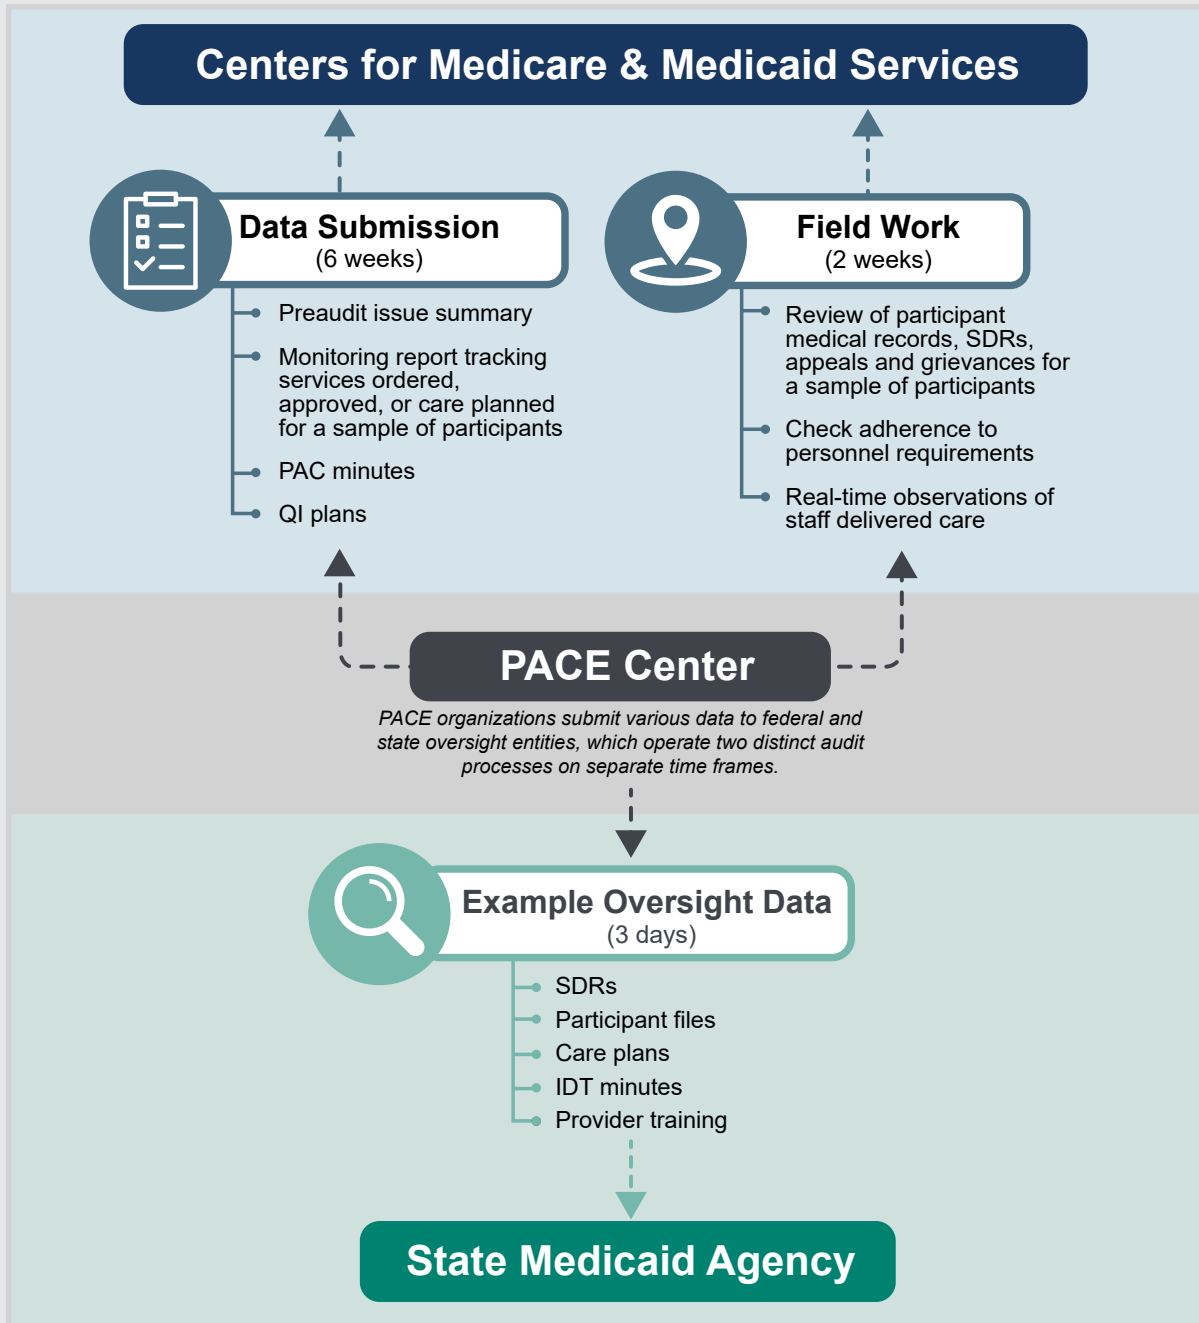 Centers for Medicare & Medicaid Services
Data Submission
(6 weeks)
Preaudit issue summary
Monitoring report tracking
services ordered,
approved, or care planned
for a sample of participants
PAC minutes
QI plans
Field Work
(2 weeks)
Review of participant
medical records, SDRs,
appeals and grievances for
a sample of participants
Check adherence to
personnel requirements
Real-time observations of
staff delivered care
PACE Center
PACE organizations submit various data to federal and
state oversight entities, which operate two distinct audit
processes on separate time frames.
Example Oversight Data
(3 days)
SDRs
Participant files
Care plans
IDT minutes
Provider training
State Medicaid Agency